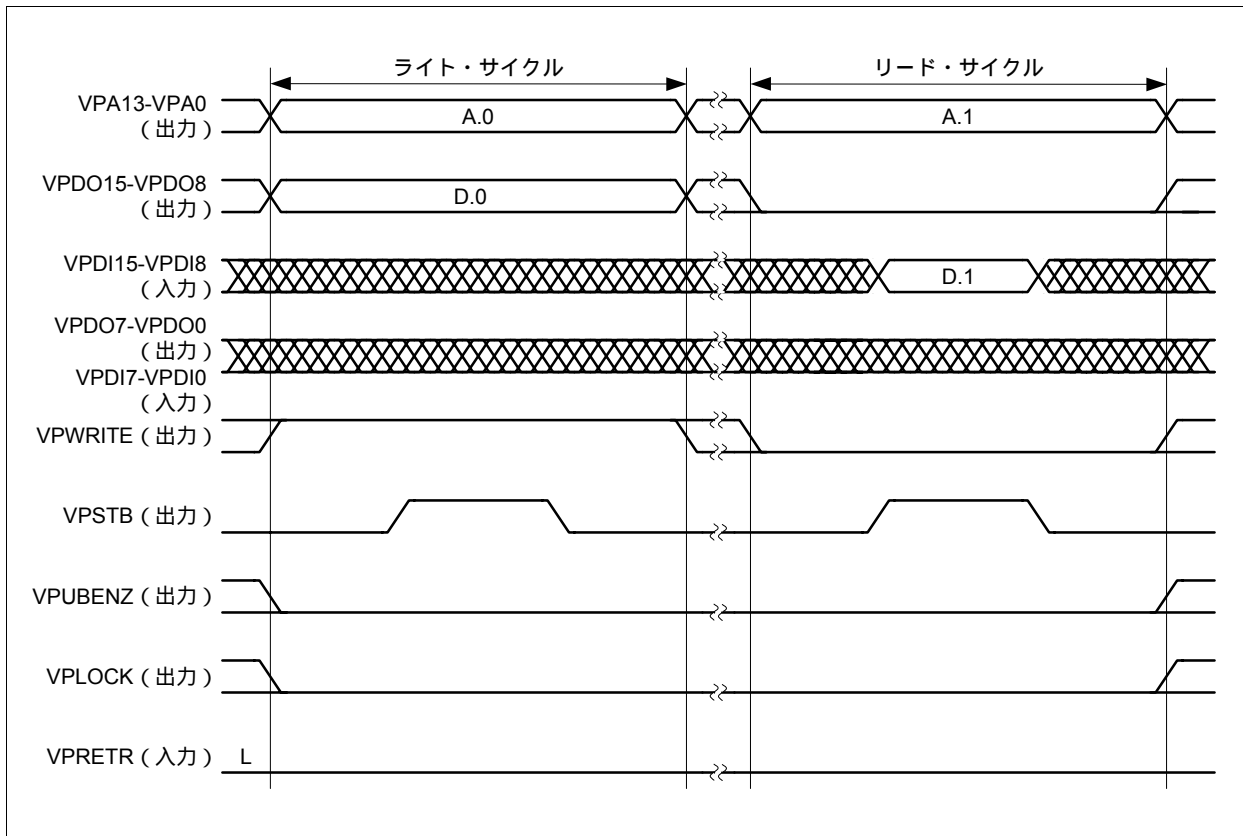 ライト・サイクル
リード・サイクル
VPA13-VPA0
(出力)
A.0
A.1
VPDO15-VPDO8
(出力)
D.0
VPDI15-VPDI8
(入力)
D.1
VPDO7-VPDO0
(出力)
VPDI7-VPDI0
(入力)
VPWRITE(出力)
VPSTB(出力)
VPUBENZ(出力)
VPLOCK(出力)
VPRETR(入力) L